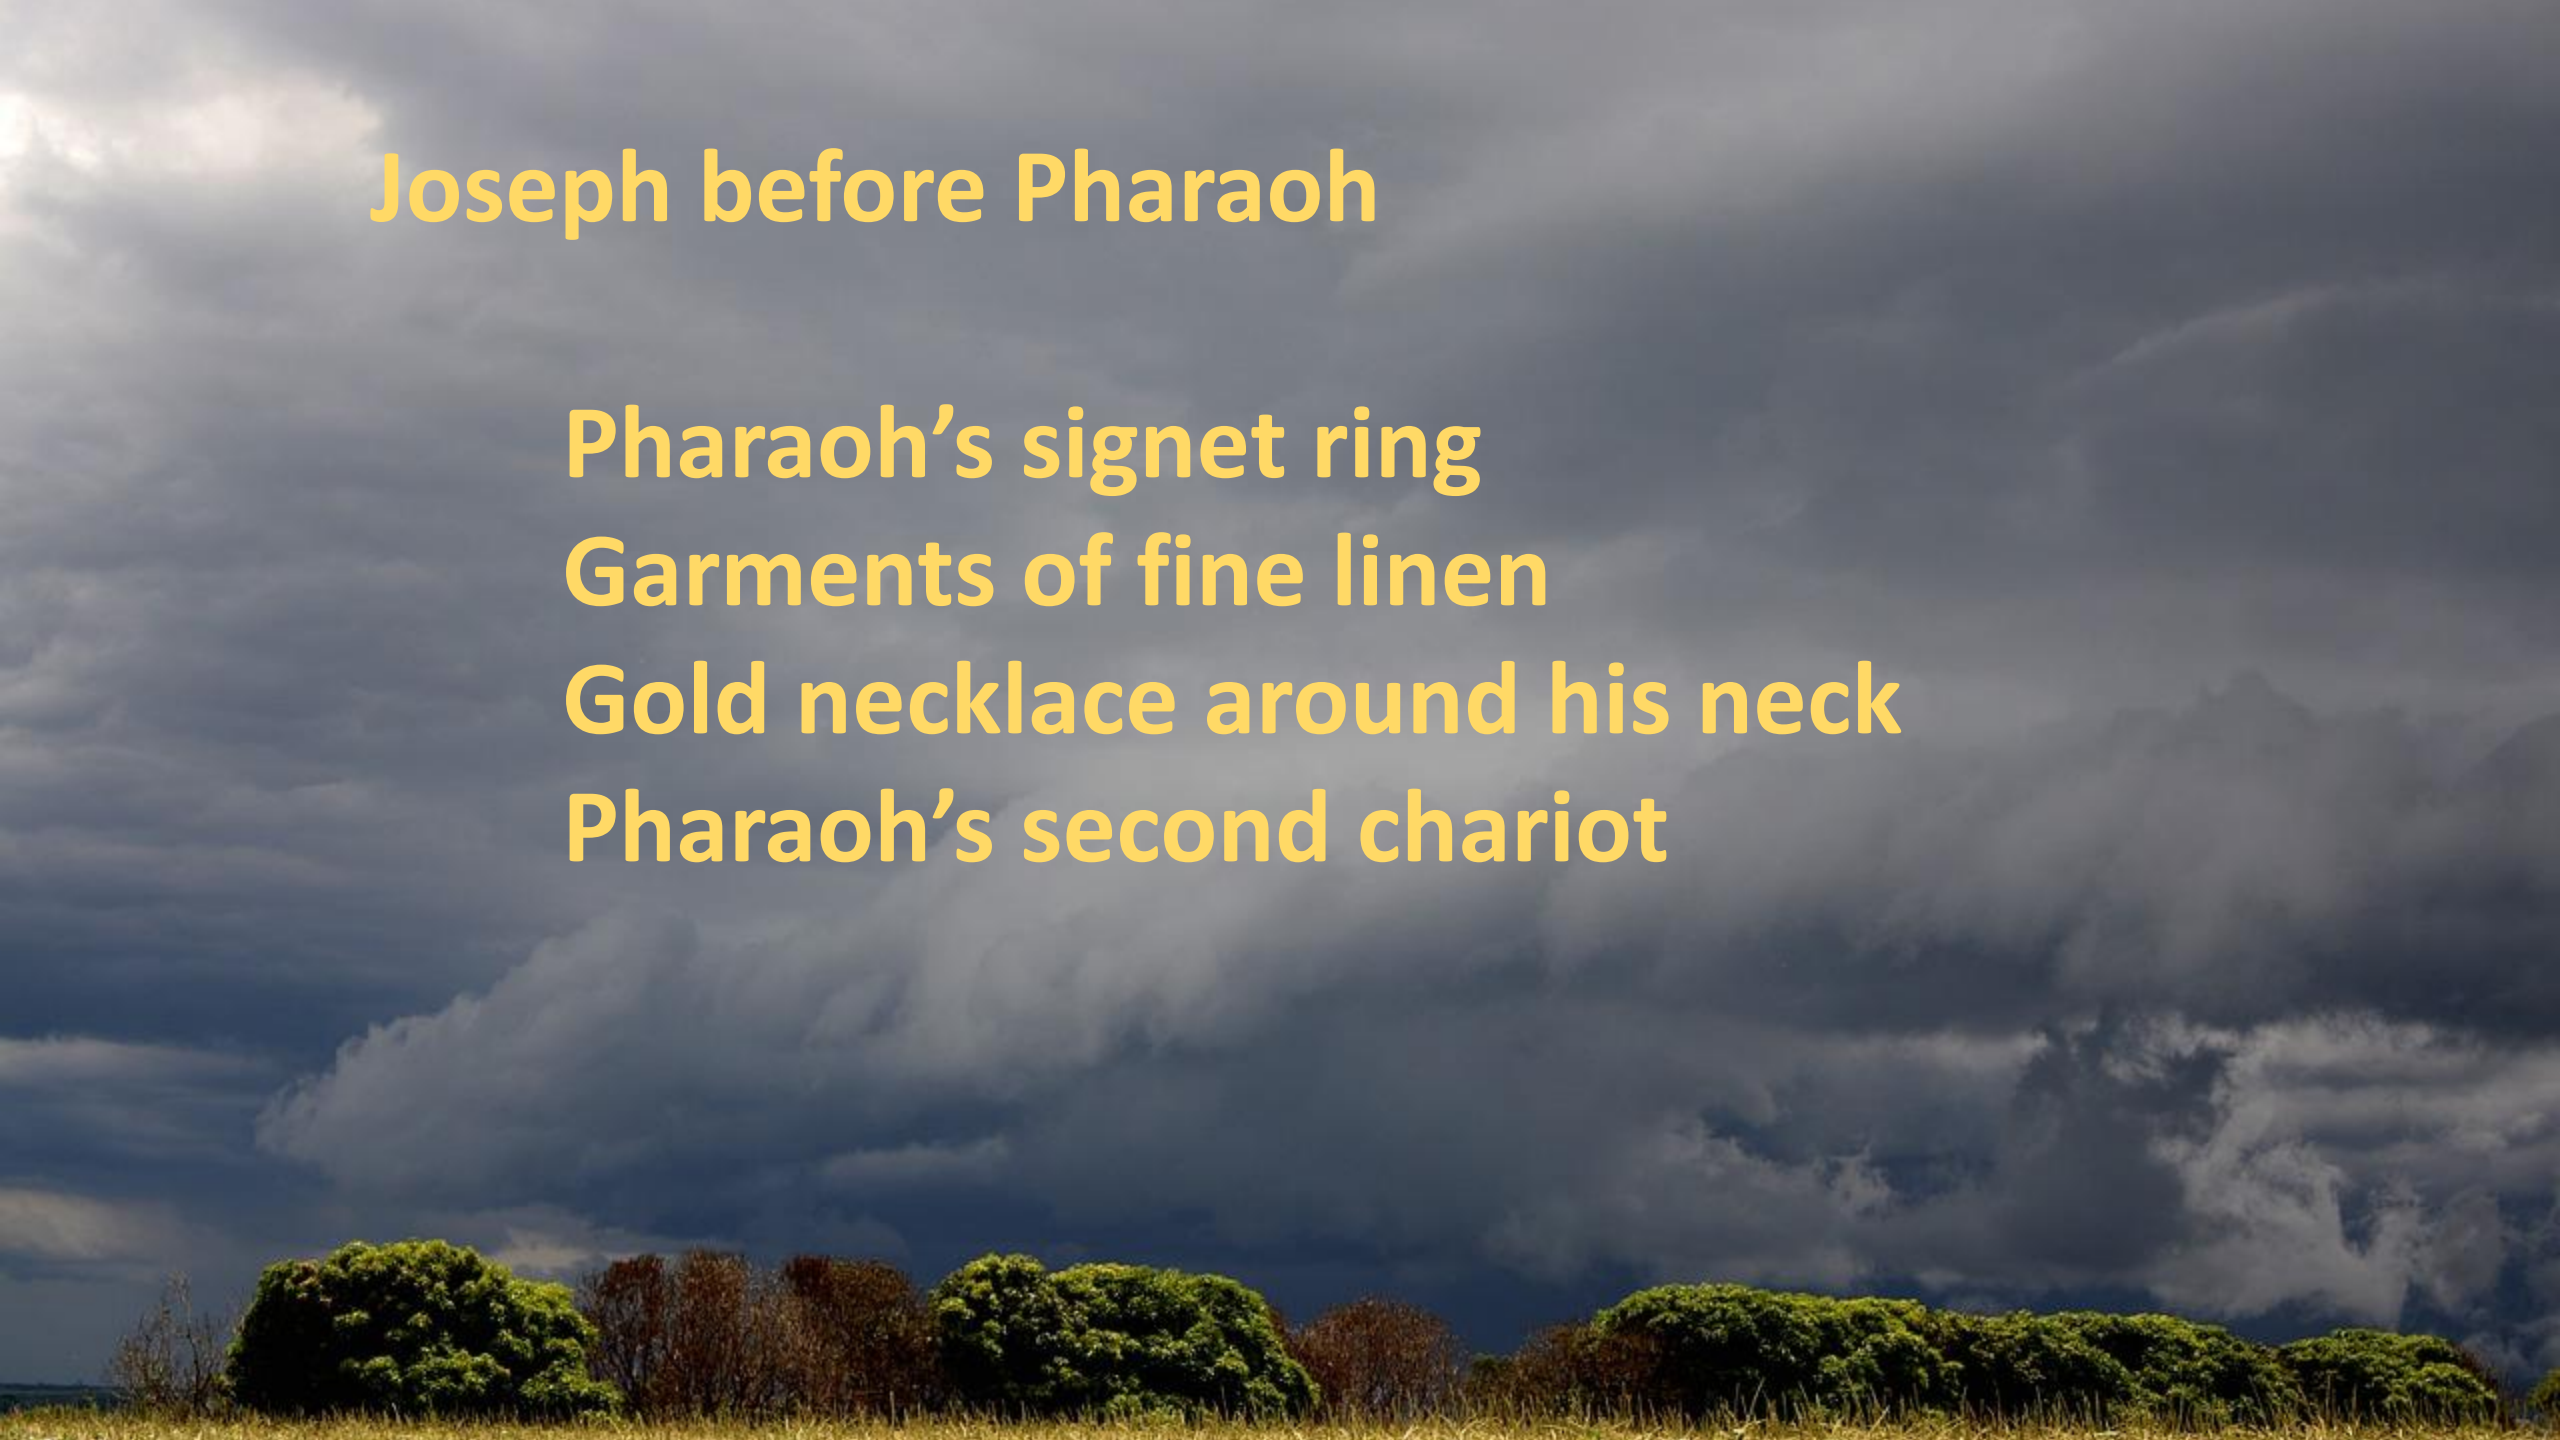 Joseph before Pharaoh
Pharaoh’s signet ring
Garments of fine linen
Gold necklace around his neck
Pharaoh’s second chariot